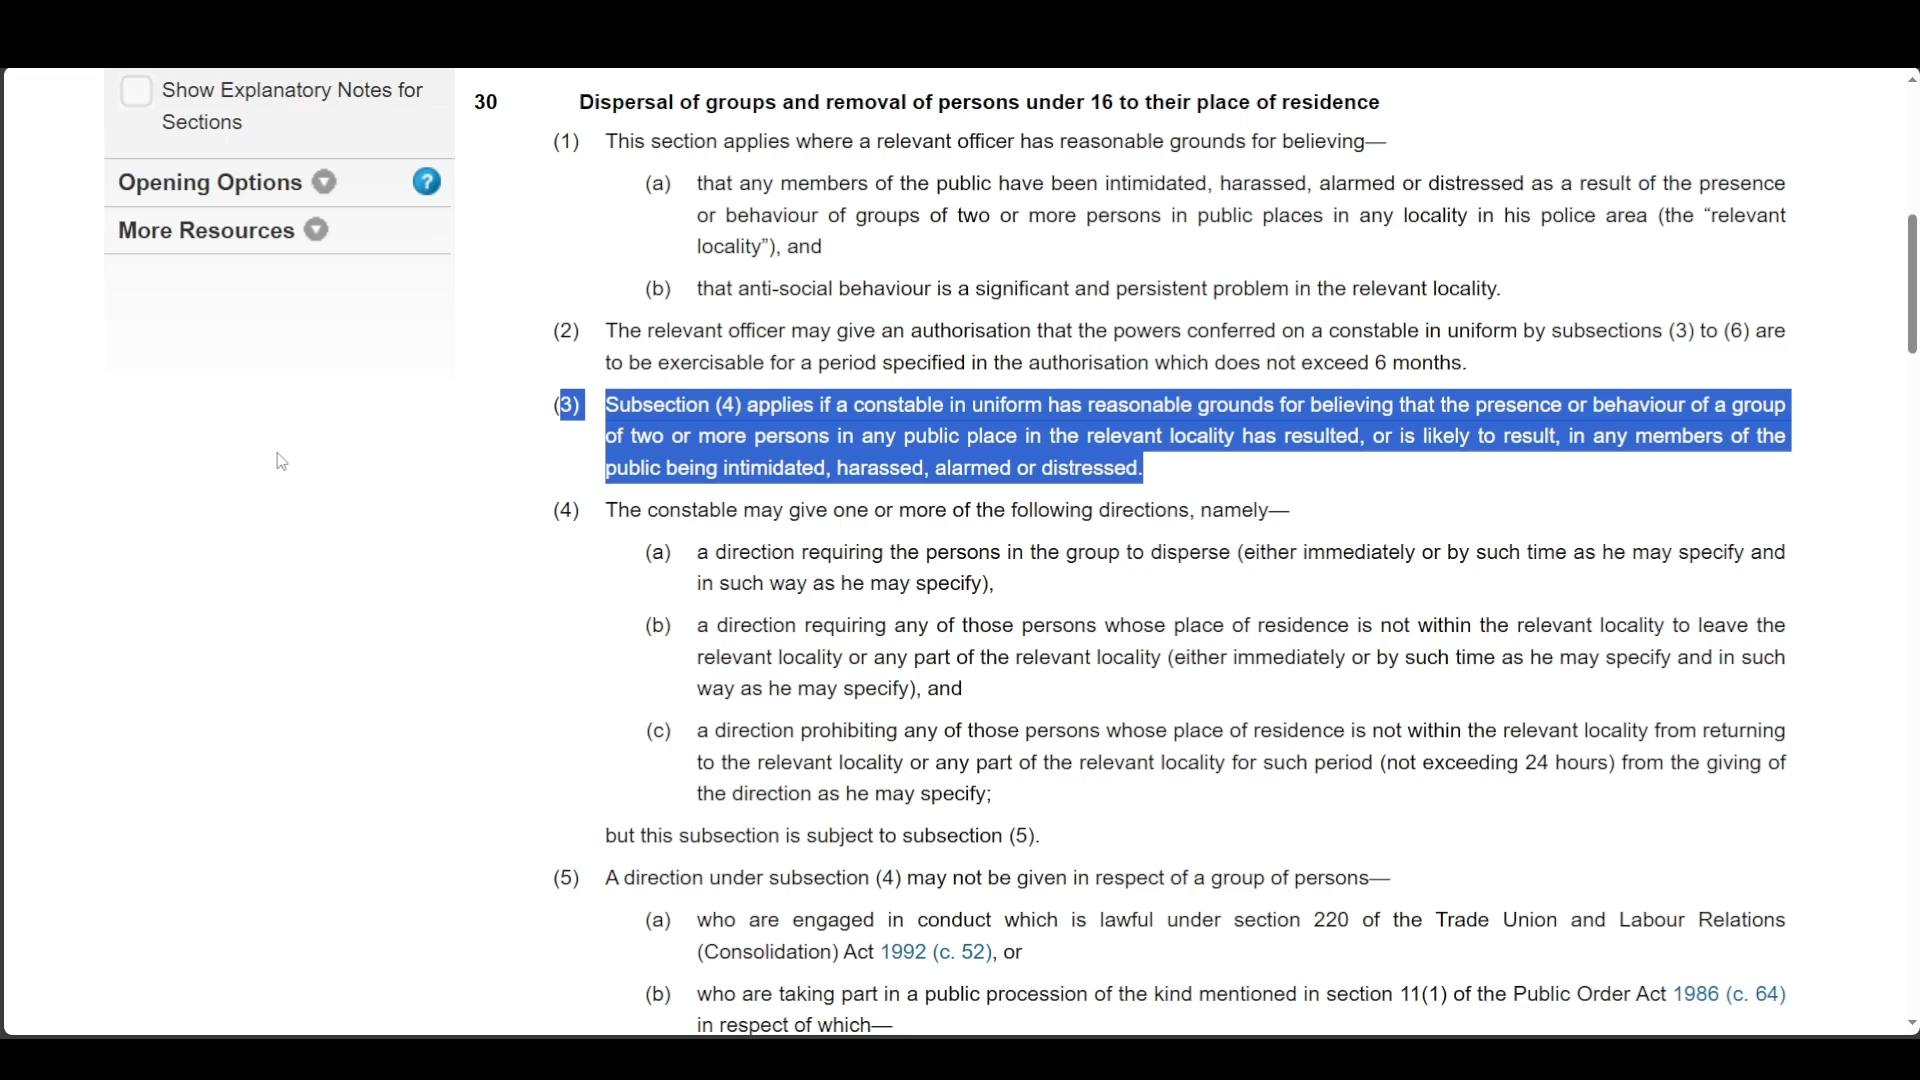 Show Explanatory Notes for
Sections
Opening Options
?
More Resources
30 Dispersal of groups and removal of persons under 16 to their place of residence
(1) This section applies where a relevant officer has reasonable grounds for believing—
(a) that any members of the public have been intimidated, harassed, alarmed or distressed as a result of the presence
or behaviour of groups of two or more persons in public places in any locality in his police area (the “relevant
locality”), and
(b) that anti-social behaviour is a significant and persistent problem in the relevant locality.
(2) The relevant officer may give an authorisation that the powers conferred on a constable in uniform by subsections (3) to (6) are
to be exercisable for a period specified in the authorisation which does not exceed 6 months.
(3) Subsection (4) applies if a constable in uniform has reasonable grounds for believing that the presence or behaviour of a group
of two or more persons in any public place in the relevant locality has resulted, or is likely to result, in any members of the
public being intimidated, harassed, alarmed or distressed.
(4) The constable may give one or more of the following directions, namely—
(a) a direction requiring the persons in the group to disperse (either immediately or by such time as he may specify and
in such way as he may specify),
(b) a direction requiring any of those persons whose place of residence is not within the relevant locality to leave the
relevant locality or any part of the relevant locality (either immediately or by such time as he may specify and in such
way as he may specify), and
(c) a direction prohibiting any of those persons whose place of residence is not within the relevant locality from returning
to the relevant locality or any part of the relevant locality for such period (not exceeding 24 hours) from the giving of
the direction as he may specify;
but this subsection is subject to subsection (5).
(5) A direction under subsection (4) may not be given in respect of a group of persons—
(a) who are engaged in conduct which is lawful under section 220 of the Trade Union and Labour Relations
(Consolidation) Act 1992 (c. 52), or
(b) who are taking part in a public procession of the kind mentioned in section 11(1) of the Public Order Act 1986 (c. 64)
in respect of which—